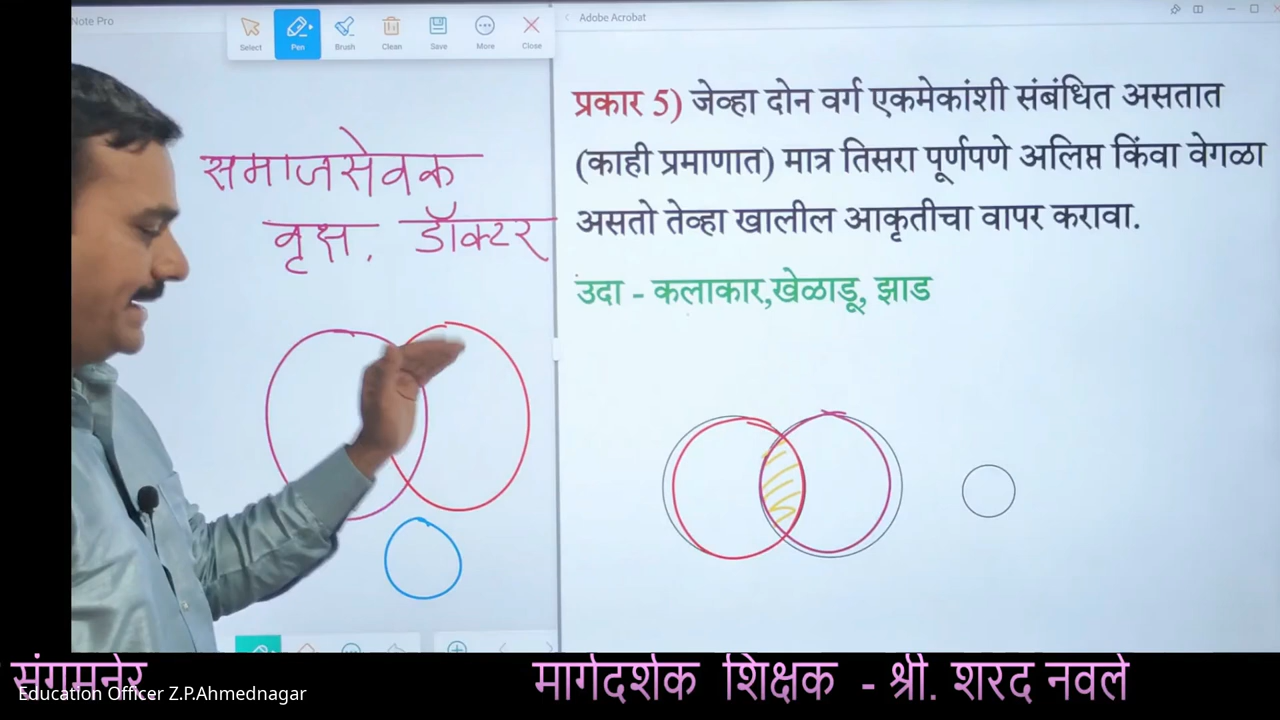 Note Pro
Select
Pen
Brush
Clean
Save
More
Close
Adobe Acrobat
समाजसेवक
वृक्ष, डॉक्टर
प्रकार 5) जेव्हा दोन वर्ग एकमेकांशी संबंधित असतात
(काही प्रमाणात) मात्र तिसरा पूर्णपणे अलिप्त किंवा वेगळा
असतो तेव्हा खालील आकृतीचा वापर करावा.
उदा - कलाकार,खेळाडू, झाड
संगमनेर
मार्गदर्शक शिक्षक - श्री. शरद नवले
Education Officer Z.P.Ahmednagar